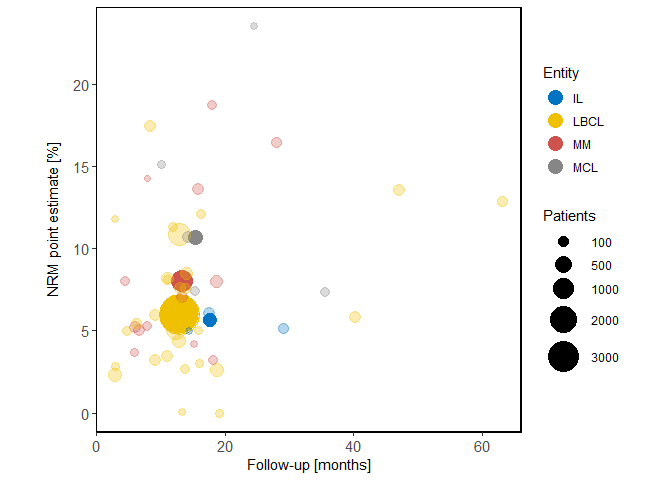 NRM point estimate [%]
20
15
10
5
0
0
20
40
60
Follow-up [months]
Entity
IL
LBCL
MM
MCL
Patients
100
500
1000
2000
3000